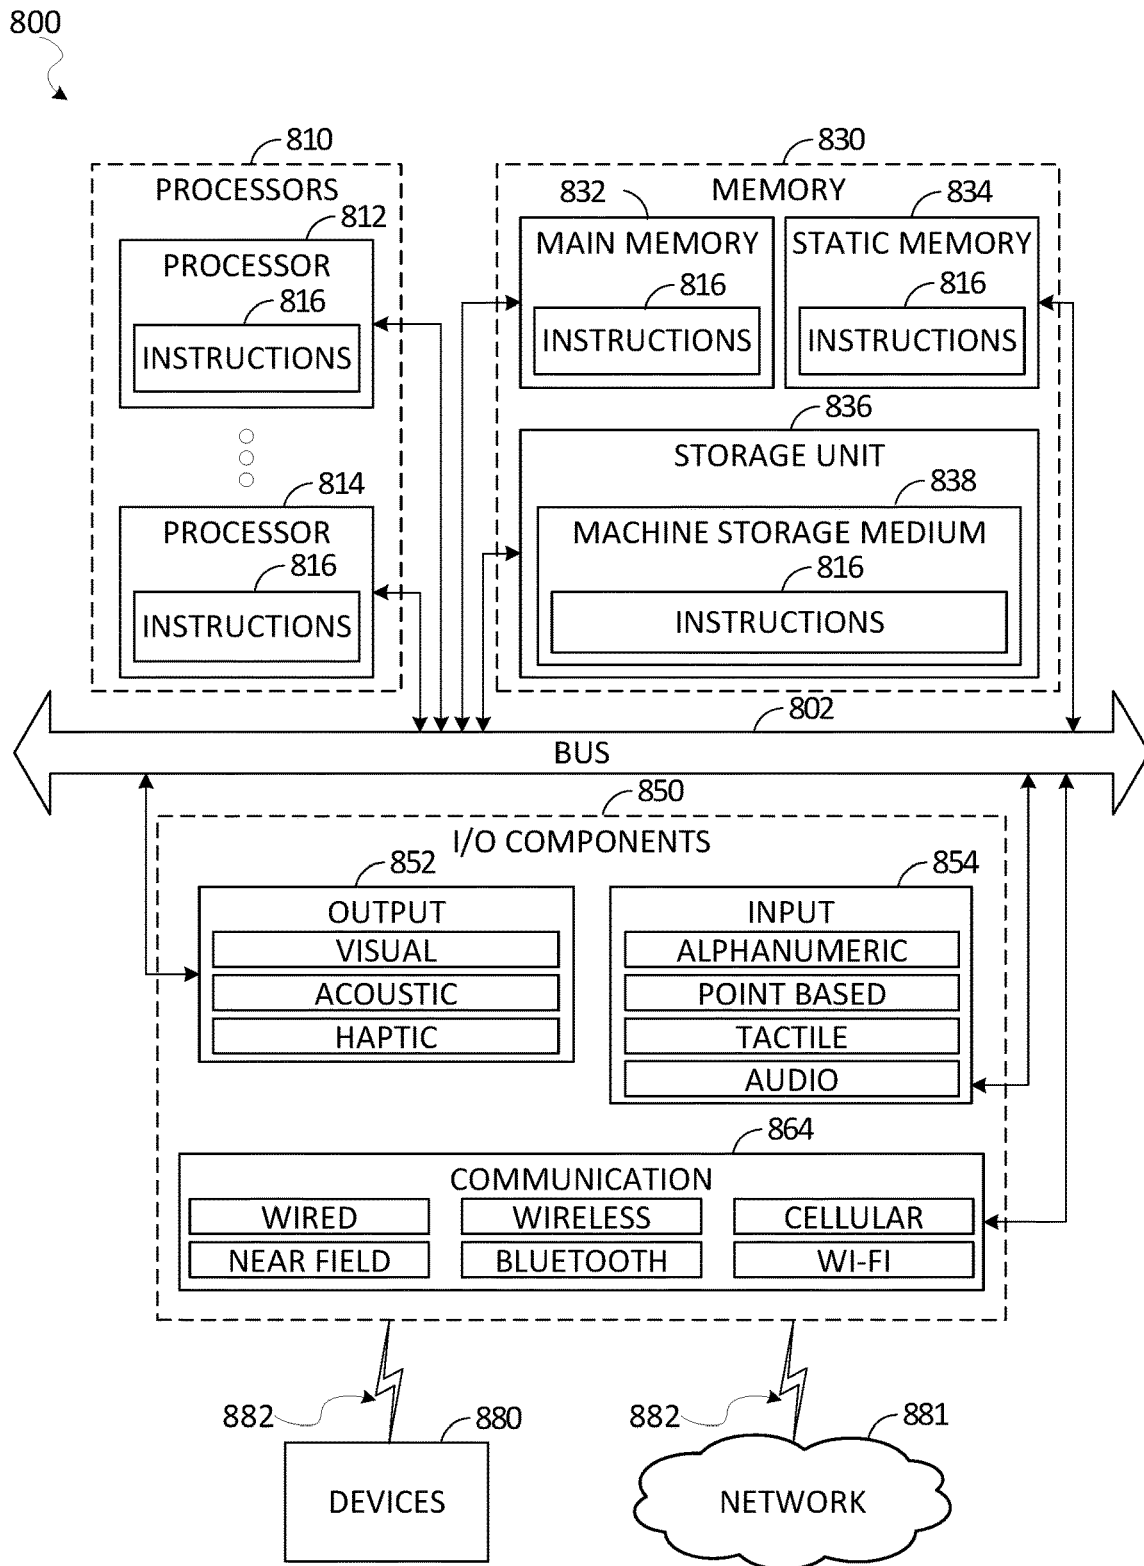 800
810
PROCESSORS
812
PROCESSOR
816
INSTRUCTIONS
814
PROCESSOR
816
INSTRUCTIONS
830
MEMORY
832
MAIN MEMORY
816
INSTRUCTIONS
834
STATIC MEMORY
816
INSTRUCTIONS
836
STORAGE UNIT
838
MACHINE STORAGE MEDIUM
816
INSTRUCTIONS
802
BUS
850
I/O COMPONENTS
852
OUTPUT
VISUAL
ACOUSTIC
HAPTIC
854
INPUT
ALPHANUMERIC
POINT BASED
TACTILE
AUDIO
864
COMMUNICATION
WIRED
WIRELESS
CELLULAR
NEAR FIELD
BLUETOOTH
WI-FI
882
880
DEVICES
882
881
NETWORK